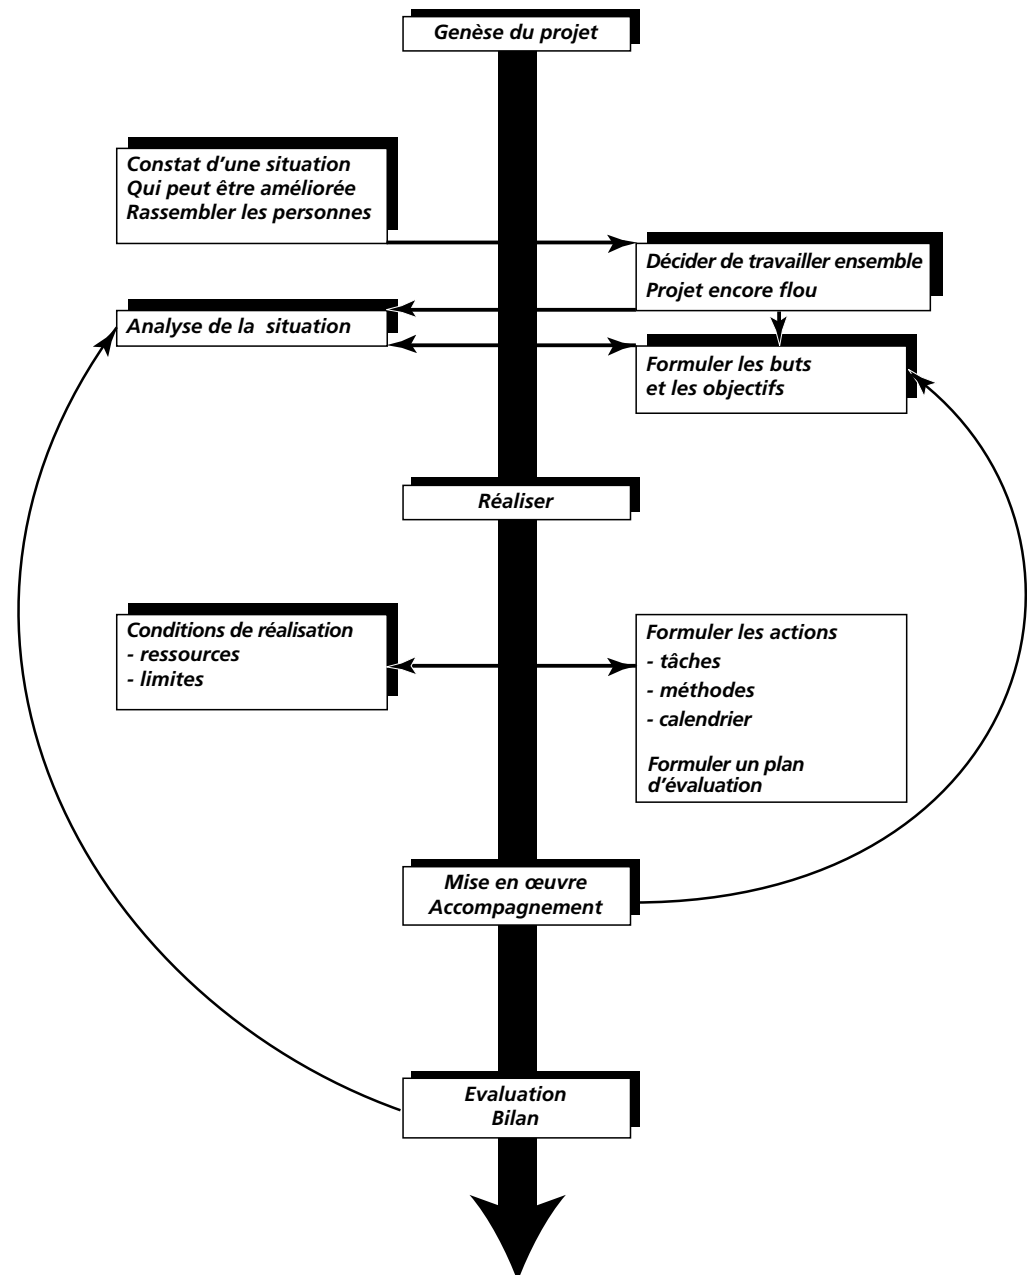 Genèse du projet
Constat d'une situation
Qui peut être améliorée
Rassembler les personnes
Décider de travailler ensemble
Projet encore flou
Analyse de la situation
Formuler les buts
et les objectifs
Réaliser
Conditions de réalisation
- ressources
- limites
Formuler les actions
- tâches
- méthodes
- calendrier
Formuler un plan
d'évaluation
Mise en œuvre
Accompagnement
Evaluation
Bilan